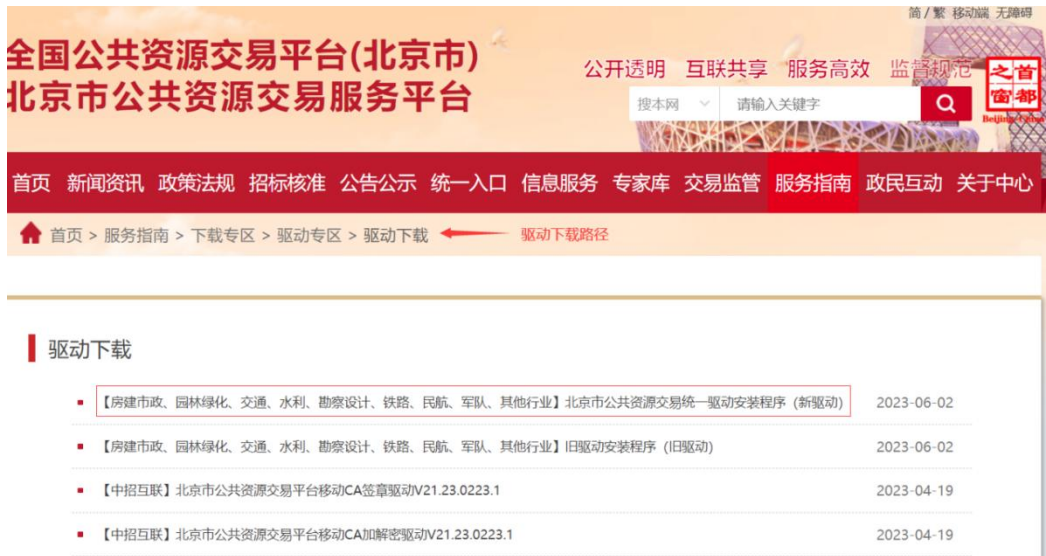 简 / 繁 移动端 无障碍
全国公共资源交易平台(北京市)
北京市公共资源交易服务平台
公开透明 互联共享 服务高效 监督规范
首都之窗
Beijing-China
搜本网 请输入关键字
首页 新闻资讯 政策法规 招标核准 公告公示 统一入口 信息服务 专家库 交易监管 服务指南 政民互动 关于中心
首页 > 服务指南 > 下载专区 > 驱动专区 > 驱动下载 驱动下载路径
驱动下载
【房建市政、园林绿化、交通、水利、勘察设计、铁路、民航、军队、其他行业】北京市公共资源交易统一驱动安装程序（新驱动） 2023-06-02
【房建市政、园林绿化、交通、水利、勘察设计、铁路、民航、军队、其他行业】旧驱动安装程序（旧驱动） 2023-06-02
【中招互联】北京市公共资源交易平台移动CA签章驱动V21.23.0223.1 2023-04-19
【中招互联】北京市公共资源交易平台移动CA加解密驱动V21.23.0223.1 2023-04-19